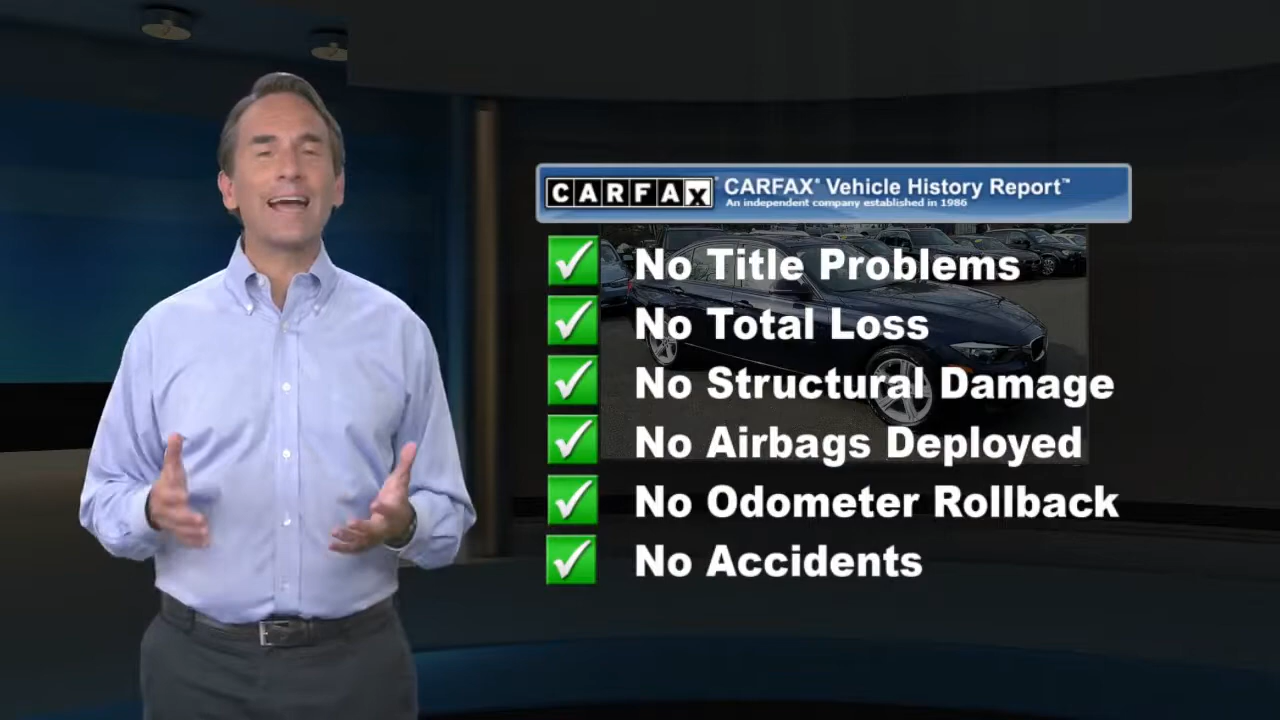 CARFAX® CARFAX® Vehicle History Report™
An independent company established in 1986
No Title Problems
No Total Loss
No Structural Damage
No Airbags Deployed
No Odometer Rollback
No Accidents